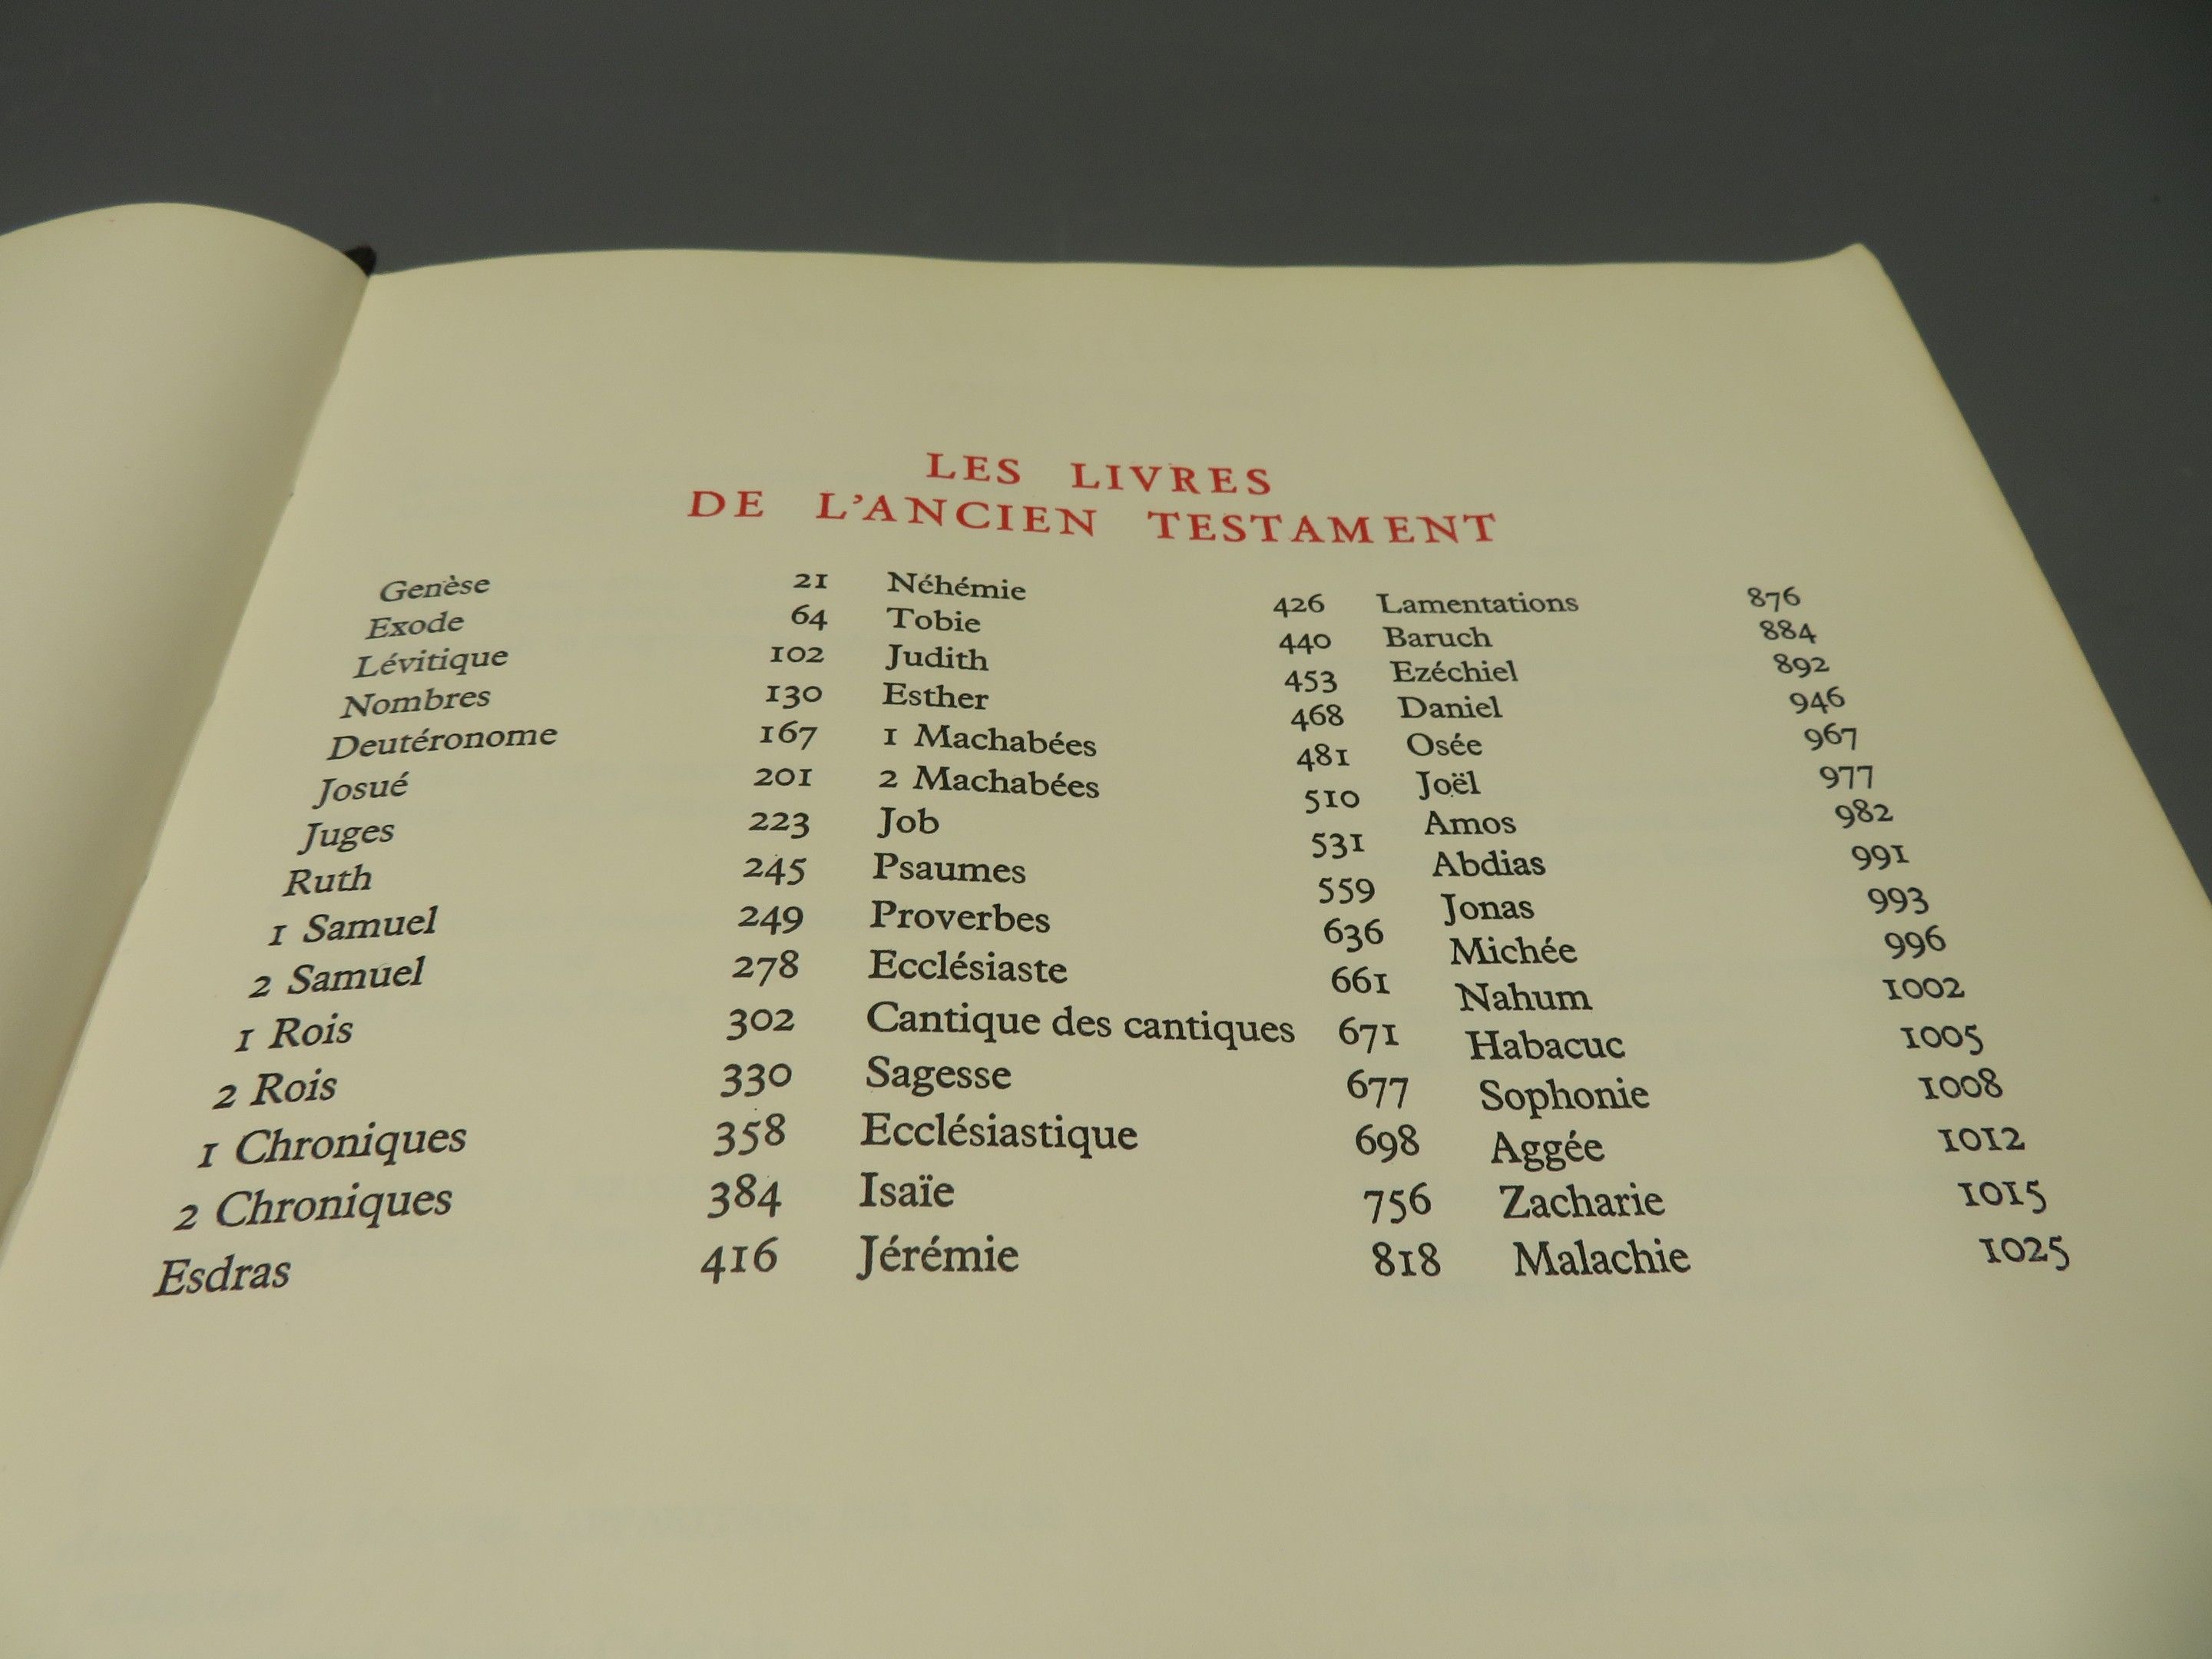 LES LIVRES
DE L'ANCIEN TESTAMENT
Genèse 21
Exode 64
Lévitique 102
Nombres 130
Deutéronome 167
Josué 201
Juges 223
Ruth 245
1 Samuel 249
2 Samuel 278
1 Rois 302
2 Rois 330
1 Chroniques 358
2 Chroniques 384
Esdras 416
Néhémie 426
Tobie 440
Judith 453
Esther 468
1 Machabées 481
2 Machabées 510
Job 531
Psaumes 559
Proverbes 636
Ecclésiaste 661
Cantique des cantiques 671
Sagesse 677
Ecclésiastique 698
Isaïe 756
Jérémie 818
Lamentations 876
Baruch 884
Ezéchiel 892
Daniel 946
Osée 967
Joël 977
Amos 982
Abdias 991
Jonas 993
Michée 996
Nahum 1002
Habacuc 1005
Sophonie 1008
Aggée 1012
Zacharie 1015
Malachie 1025